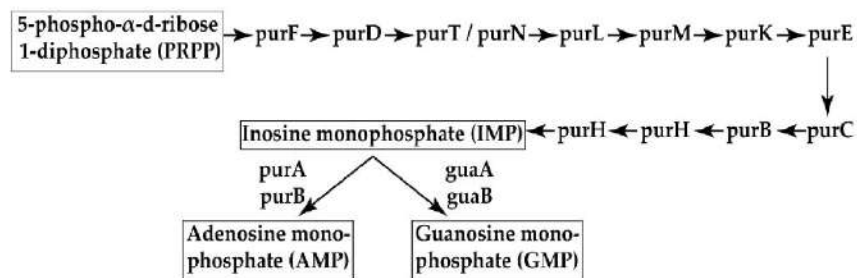 5-phospho-α-d-ribose
1-diphosphate (PRPP)
purF purD purT / purN purL purM purK purE
Inosine monophosphate (IMP) purH purH purB purC
purA guaA
purB guaB
Adenosine mono-
phosphate (AMP)
Guanosine mono-
phosphate (GMP)